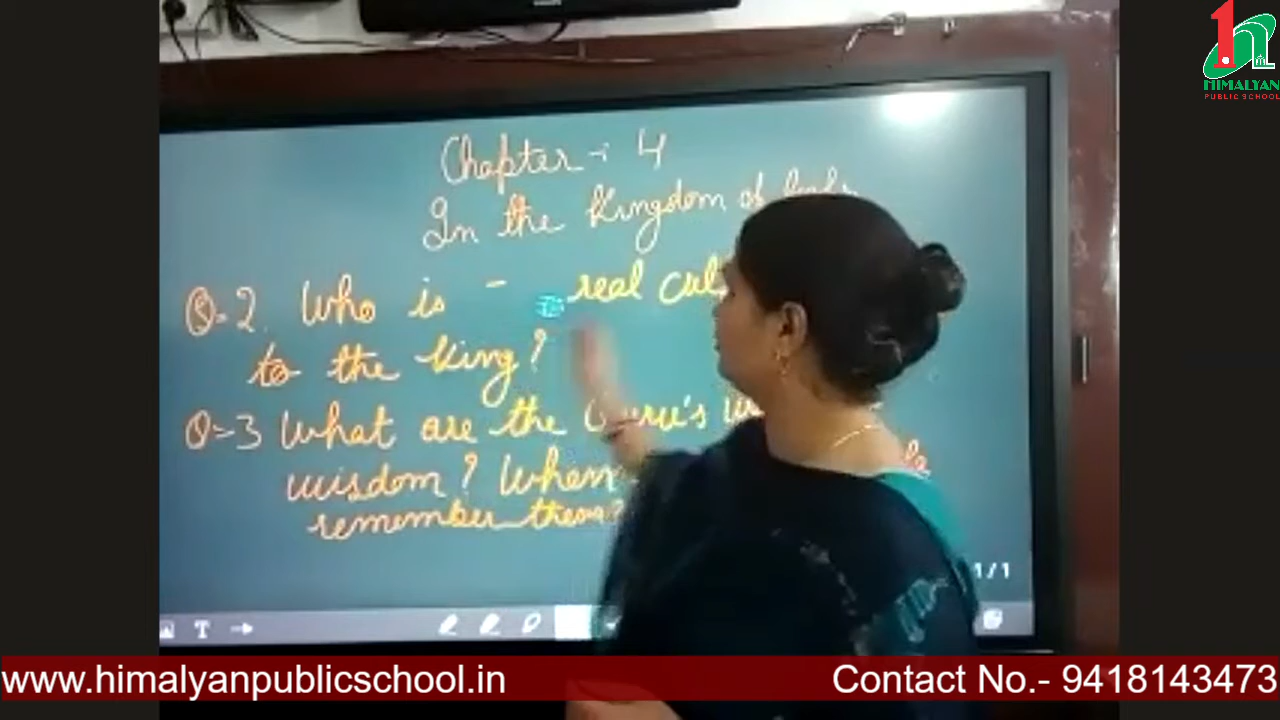 HIMALYAN
PUBLIC SCHOOL
Chapter - 4
In the Kingdom of
Q-2. Who is - real
to the King?
Q-3 What are the Guru's
wisdom? When
remember them?
1/1
T
www.himalyanpublicschool.in Contact No.- 9418143473